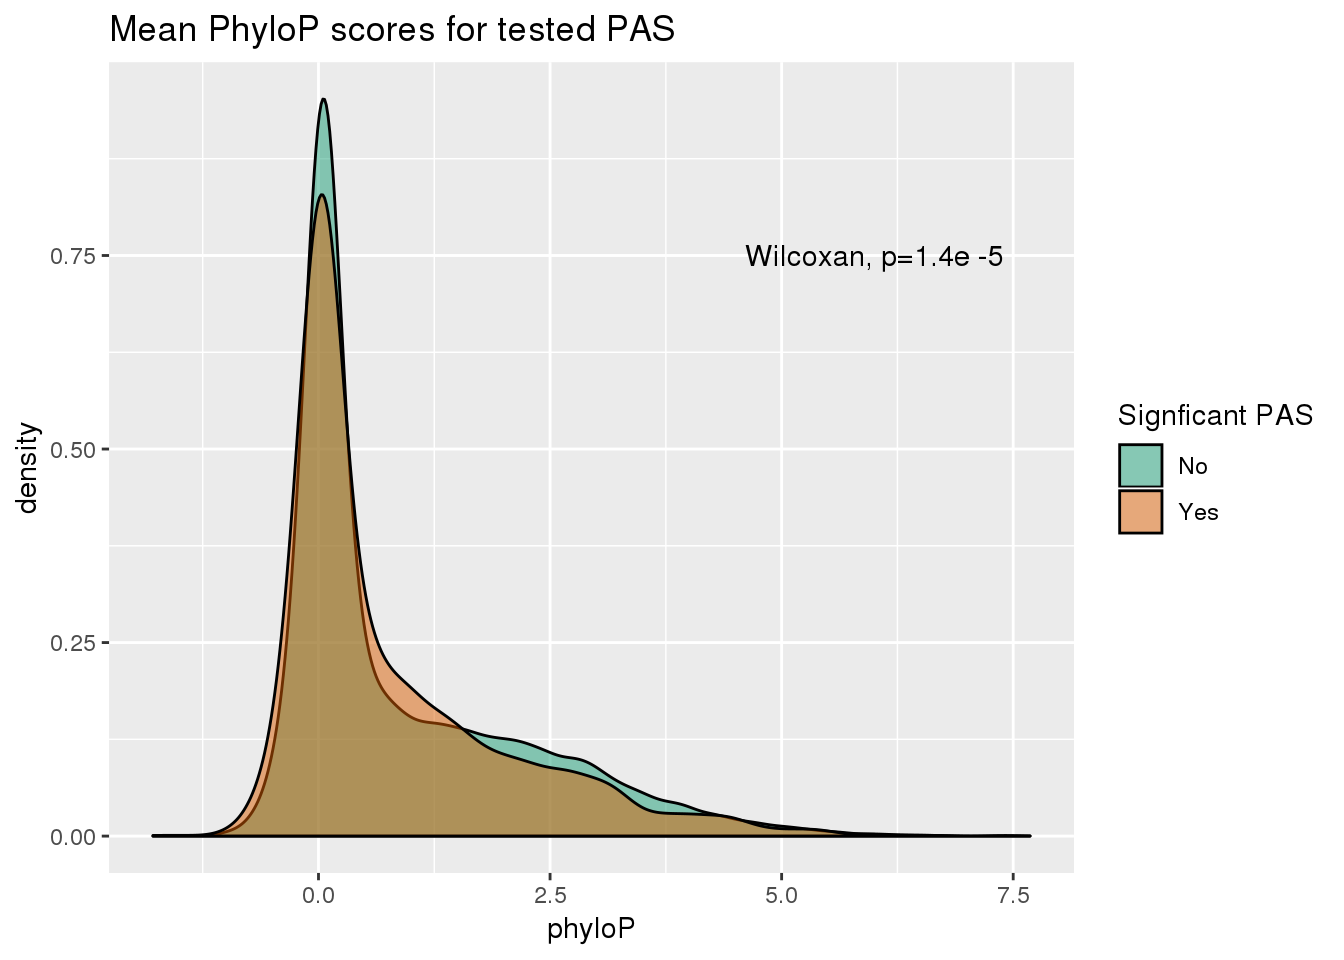 Mean PhyloP scores for tested PAS
Wilcoxan, p=1.4e -5
0.75
0.50
0.25
0.00
density
0.0 2.5 5.0 7.5
phyloP
Signficant PAS
No
Yes